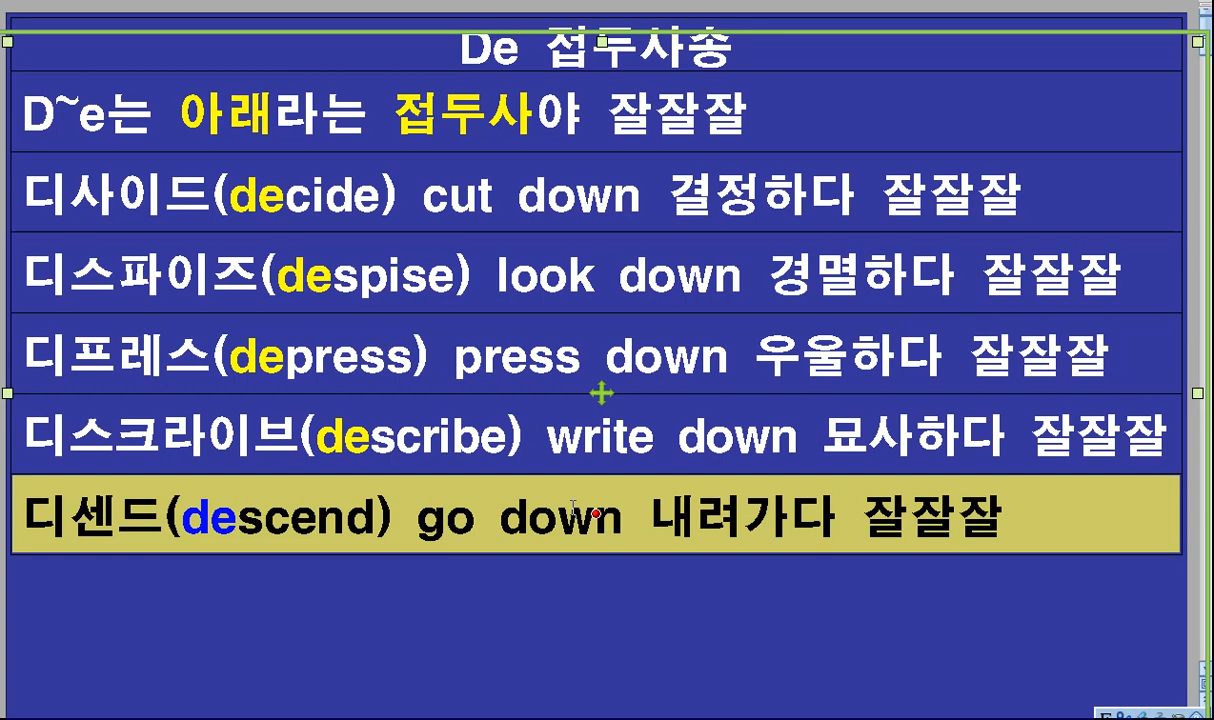 De 접두사송
D~e는 아래라는 접두사야 잘잘잘
디사이드(decide) cut down 결정하다 잘잘잘
디스파이즈(despise) look down 경멸하다 잘잘잘
디프레스(depress) press down 우울하다 잘잘잘
디스크라이브(describe) write down 묘사하다 잘잘잘
디센드(descend) go down 내려가다 잘잘잘